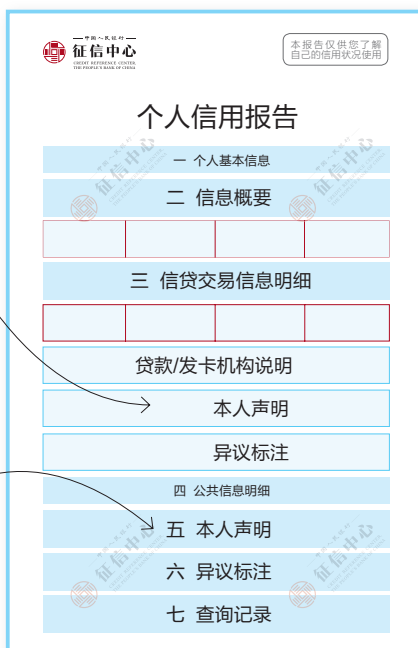 中国人民银行
征信中心
CREDIT REFERENCE CENTER
THE PEOPLE'S BANK OF CHINA
本报告仅供您了解
自己的信用状况使用
个人信用报告
一 个人基本信息
二 信息概要
三 信贷交易信息明细
贷款/发卡机构说明
本人声明
异议标注
四 公共信息明细
五 本人声明
六 异议标注
七 查询记录